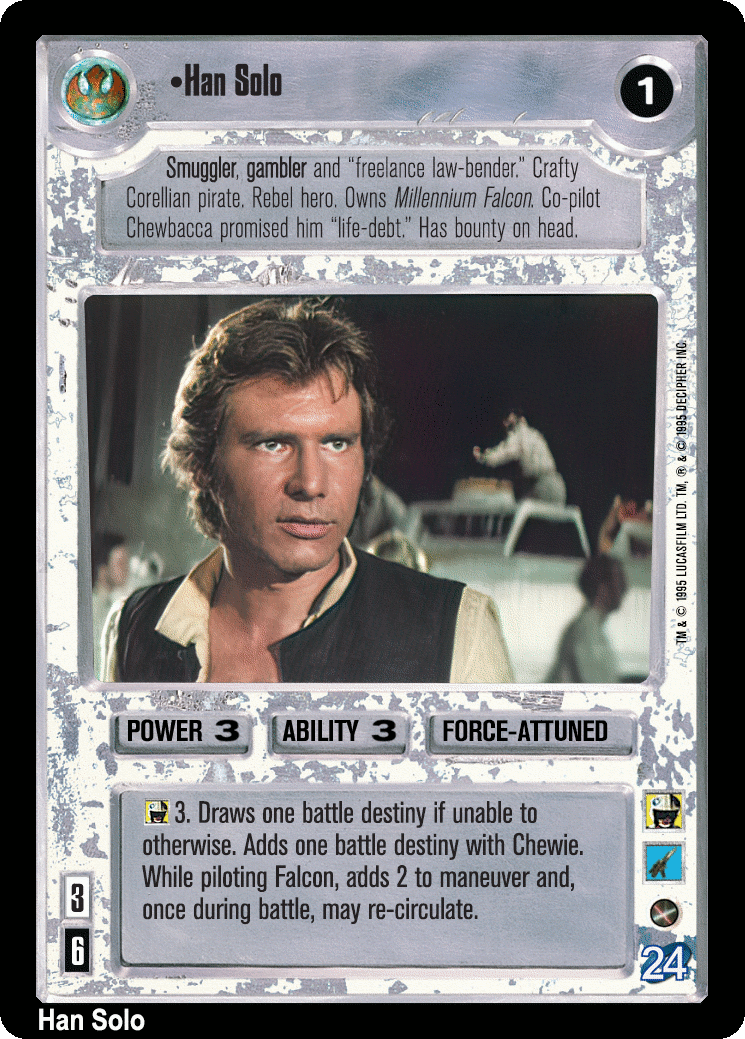 •Han Solo
1
Smuggler, gambler and “freelance law-bender.” Crafty
Corellian pirate. Rebel hero. Owns Millennium Falcon. Co-pilot
Chewbacca promised him “life-debt.” Has bounty on head.
TM & © 1995 LUCASFILM LTD. TM, ® & © 1995 DECIPHER INC.
POWER 3
ABILITY 3
FORCE-ATTUNED
3. Draws one battle destiny if unable to
otherwise. Adds one battle destiny with Chewie.
While piloting Falcon, adds 2 to maneuver and,
once during battle, may re-circulate.
3
6
24
Han Solo